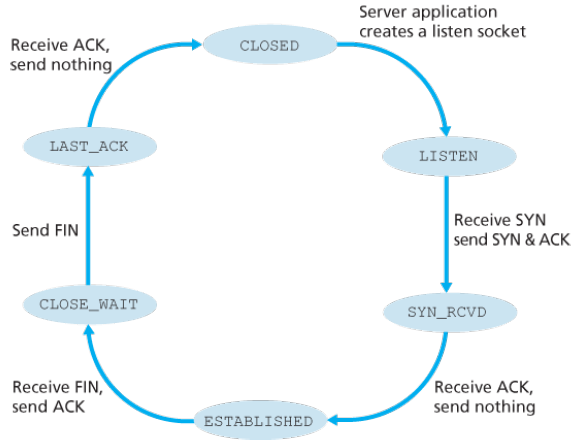 Server application
creates a listen socket
Receive ACK,
send nothing
CLOSED
LAST_ACK
LISTEN
Send FIN
Receive SYN
send SYN & ACK
CLOSE_WAIT
SYN_RCVD
Receive FIN,
send ACK
Receive ACK,
send nothing
ESTABLISHED